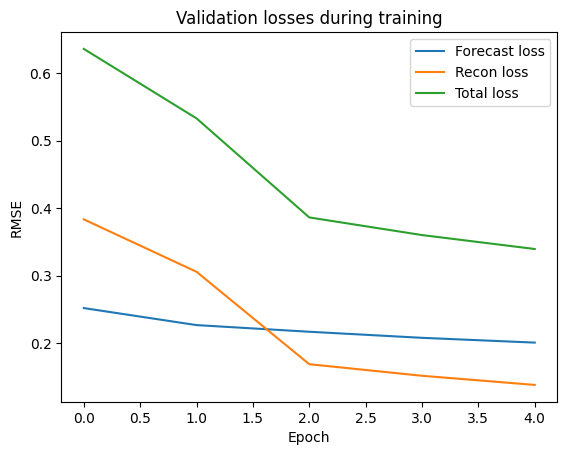 Validation losses during training
Forecast loss
Recon loss
Total loss
RMSE
0.6
0.5
0.4
0.3
0.2
0.0 0.5 1.0 1.5 2.0 2.5 3.0 3.5 4.0
Epoch